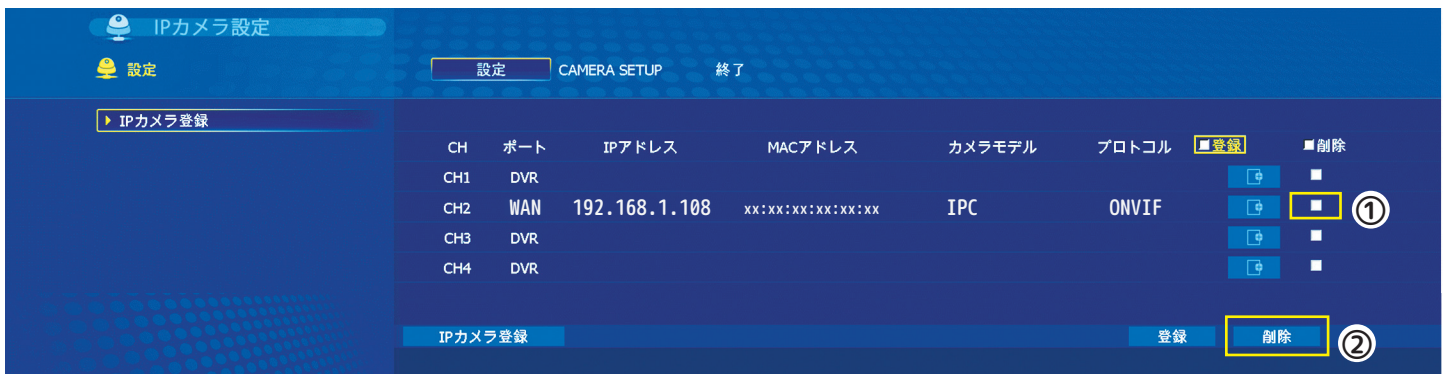 IPカメラ設定
設定 設定 CAMERA SETUP 終了
IPカメラ登録
CH ポート IPアドレス MACアドレス カメラモデル プロトコル 登録 削除
CH1 DVR
CH2 WAN 192.168.1.108 xx:xx:xx:xx:xx:xx IPC ONVIF ①
CH3 DVR
CH4 DVR
IPカメラ登録 登録 削除 ②